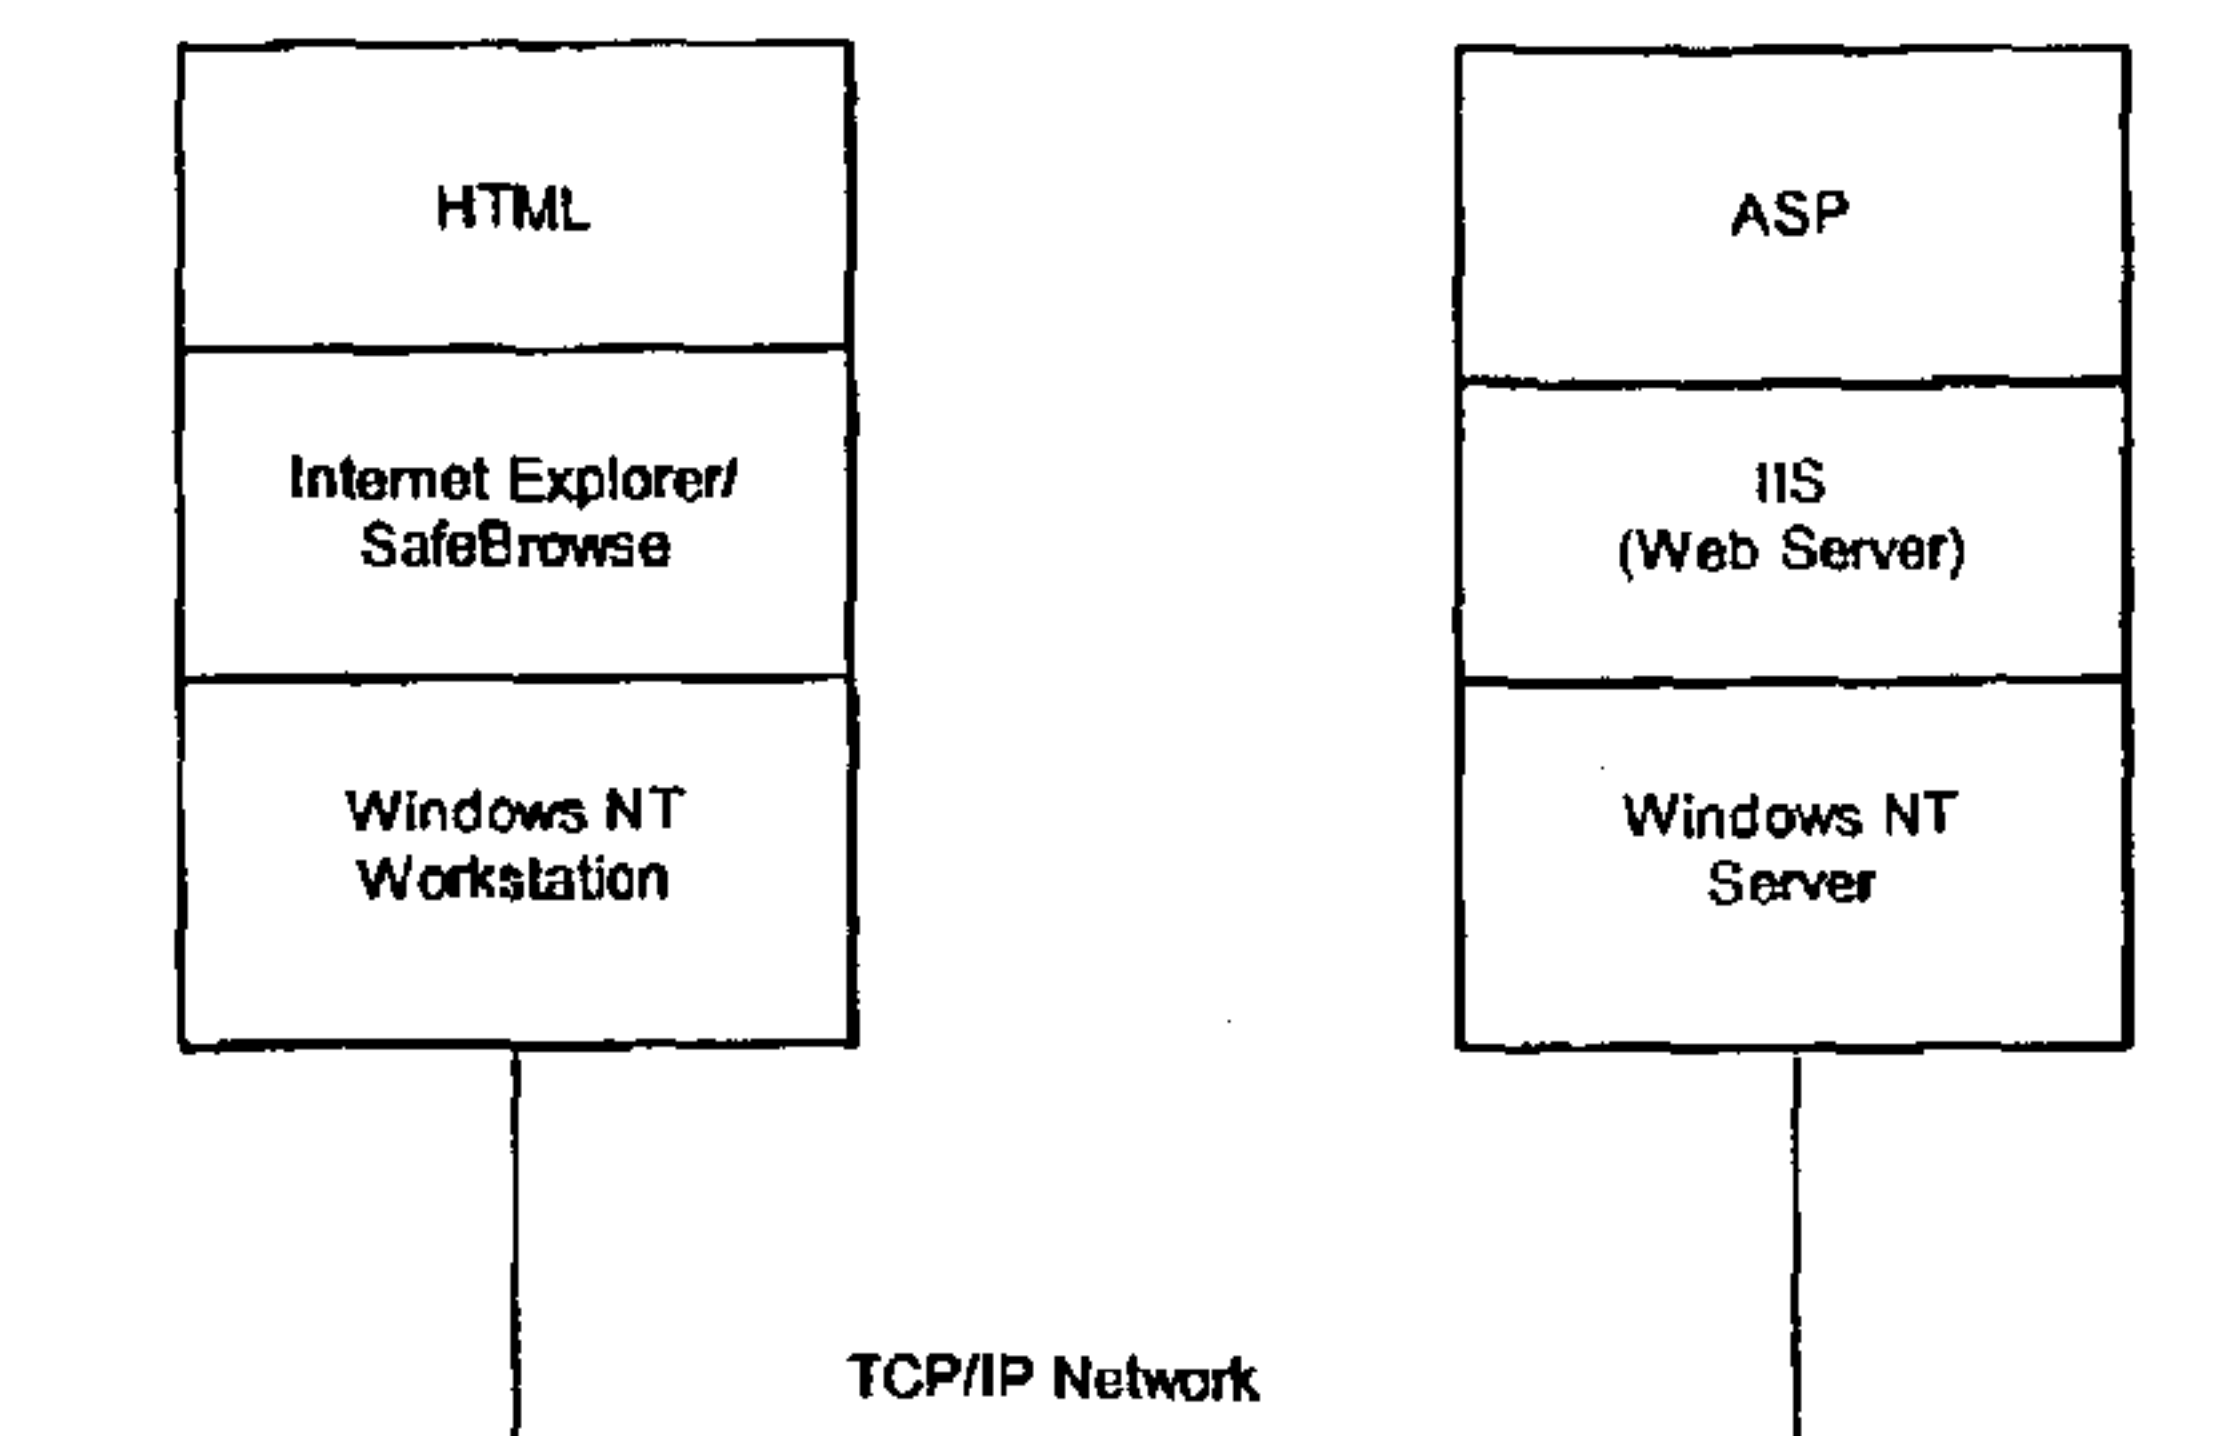 HTML
Internet Explorer/
SafeBrowse
Windows NT
Workstation
ASP
IIS
(Web Server)
Windows NT
Server
TCP/IP Network